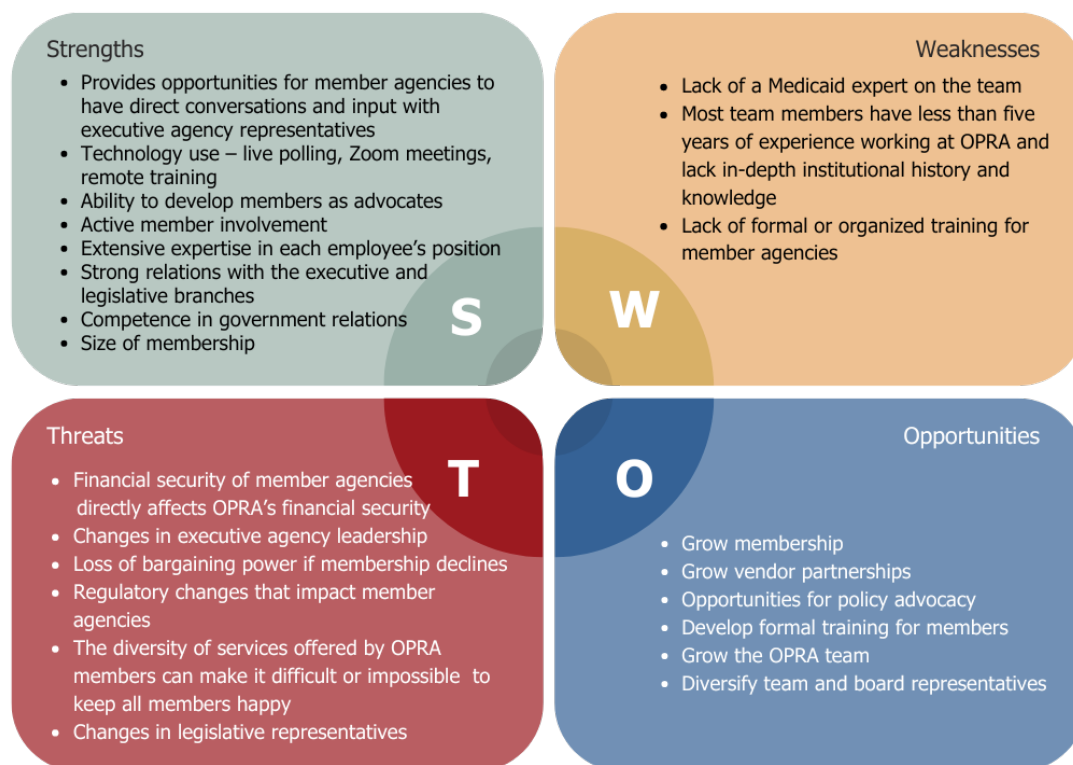 Strengths
• Provides opportunities for member agencies to
have direct conversations and input with
executive agency representatives
• Technology use – live polling, Zoom meetings,
remote training
• Ability to develop members as advocates
• Active member involvement
• Extensive expertise in each employee's position
• Strong relations with the executive and
legislative branches
• Competence in government relations
• Size of membership
S
Weaknesses
• Lack of a Medicaid expert on the team
• Most team members have less than five
years of experience working at OPRA and
lack in-depth institutional history and
knowledge
• Lack of formal or organized training for
member agencies
W
Threats
• Financial security of member agencies
directly affects OPRA's financial security
• Changes in executive agency leadership
• Loss of bargaining power if membership declines
• Regulatory changes that impact member
agencies
• The diversity of services offered by OPRA
members can make it difficult or impossible to
keep all members happy
• Changes in legislative representatives
T
Opportunities
• Grow membership
• Grow vendor partnerships
• Opportunities for policy advocacy
• Develop formal training for members
• Grow the OPRA team
• Diversify team and board representatives
O